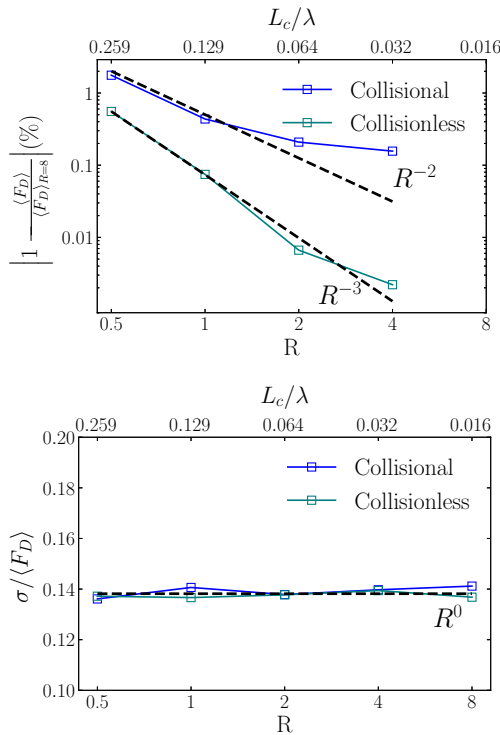 L_c/λ
0.259 0.129 0.064 0.032 0.016
Collisional
Collisionless
1
0.1
0.01
|1 − ⟨F_D⟩/⟨F_D⟩_{R=8}|(%)
R^{−2}
R^{−3}
0.5 1 2 4 8
R
L_c/λ
0.259 0.129 0.064 0.032 0.016
0.20
Collisional
0.18
Collisionless
0.16
0.14
0.12
0.10
σ/⟨F_D⟩
R^0
0.5 1 2 4 8
R